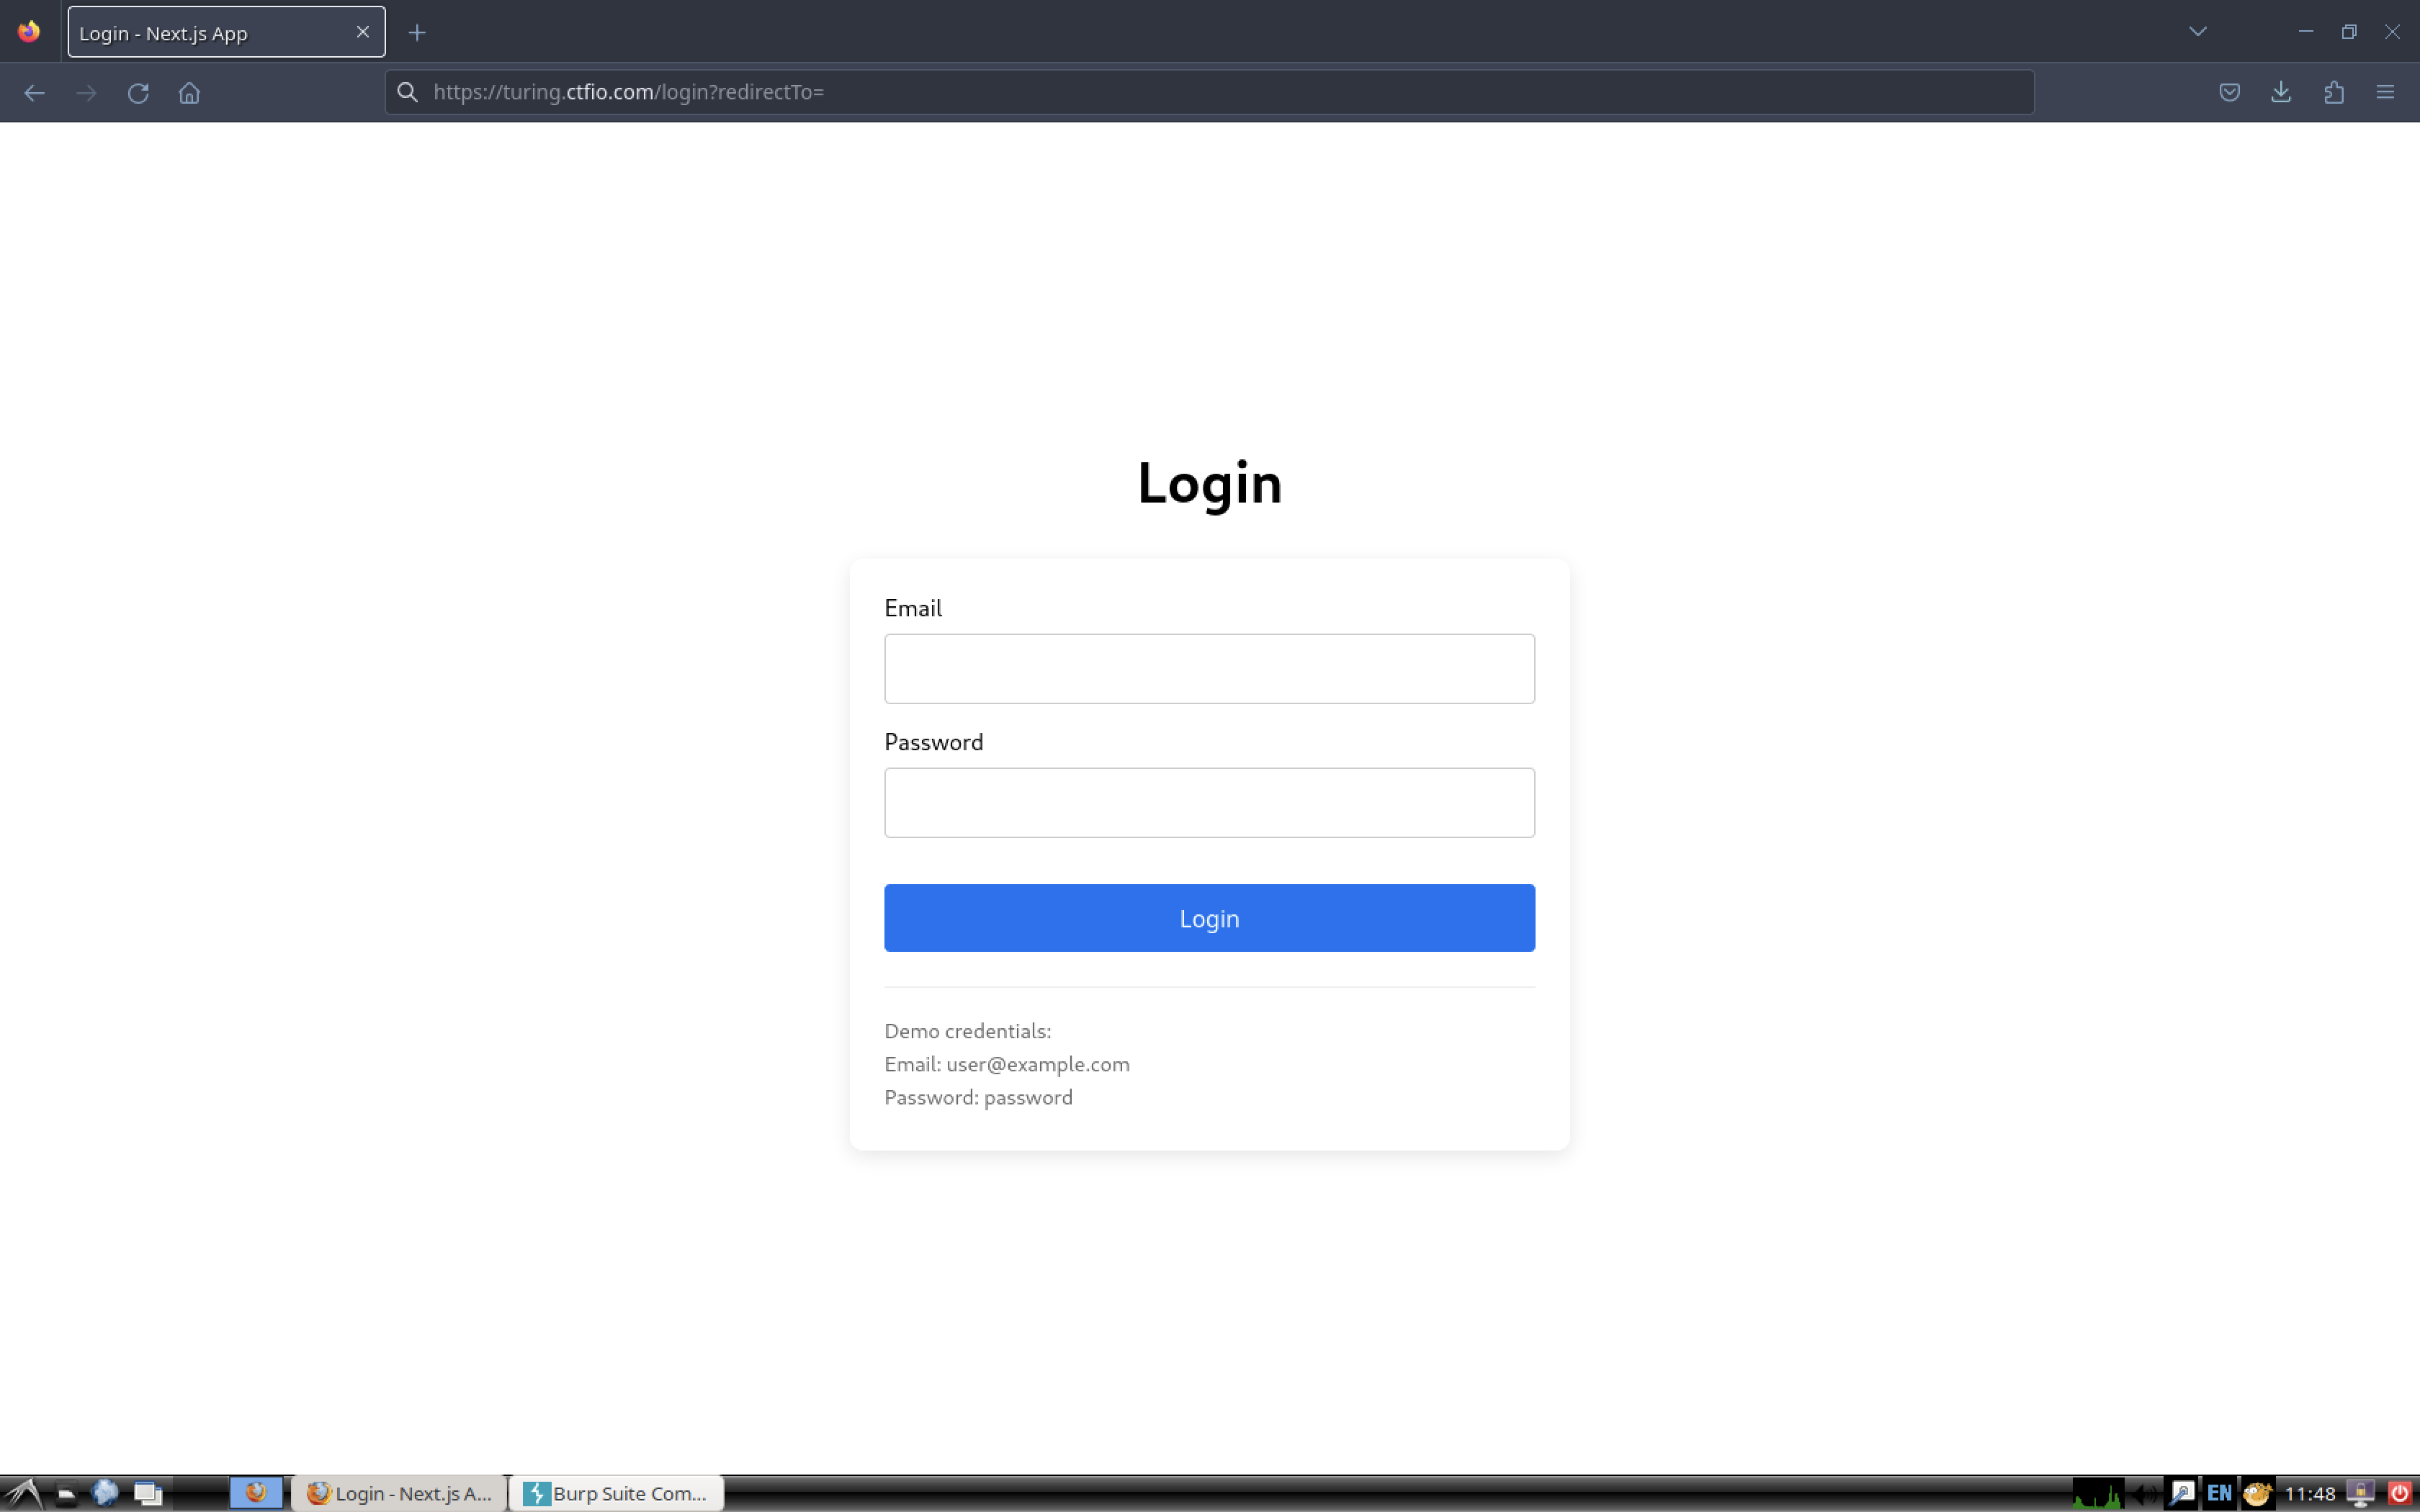 Login - Next.js App
https://turing.ctfio.com/login?redirectTo=
Login
Email
Password
Login
Demo credentials:
Email: user@example.com
Password: password
Login - Next.js A...
Burp Suite Com...
EN
11:48